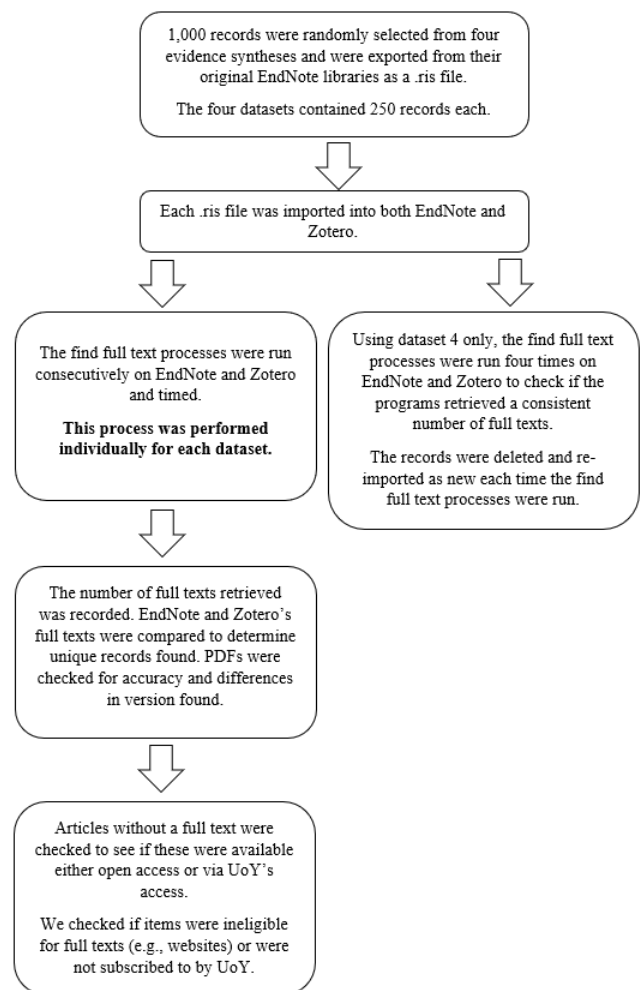 1,000 records were randomly selected from four
evidence syntheses and were exported from their
original EndNote libraries as a .ris file.
The four datasets contained 250 records each.
Each .ris file was imported into both EndNote and
Zotero.
The find full text processes were run
consecutively on EndNote and Zotero
and timed.
This process was performed
individually for each dataset.
Using dataset 4 only, the find full text
processes were run four times on
EndNote and Zotero to check if the
programs retrieved a consistent
number of full texts.
The records were deleted and re-
imported as new each time the find
full text processes were run.
The number of full texts retrieved
was recorded. EndNote and Zotero’s
full texts were compared to determine
unique records found. PDFs were
checked for accuracy and differences
in version found.
Articles without a full text were
checked to see if these were available
either open access or via UoY’s
access.
We checked if items were ineligible
for full texts (e.g., websites) or were
not subscribed to by UoY.